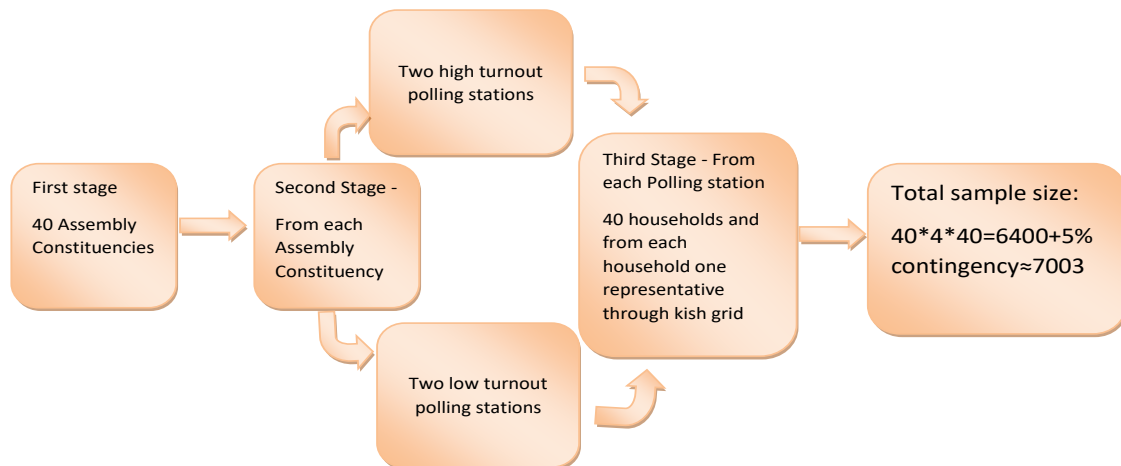 First stage
40 Assembly
Constituencies
Second Stage -
From each
Assembly
Constituency
Two high turnout
polling stations
Two low turnout
polling stations
Third Stage - From
each Polling station
40 households and
from each
household one
representative
through kish grid
Total sample size:
40*4*40=6400+5%
contingency≈7003